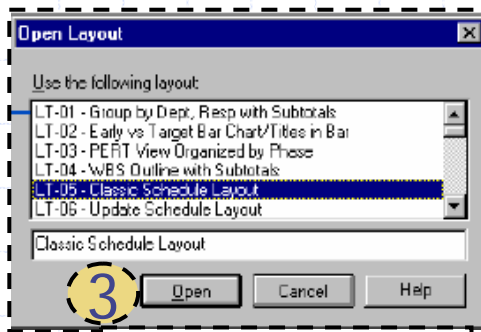 Open Layout
Use the following layout:
LT-01 - Group by Dept, Resp with Subtotals
LT-02 - Early vs Target Bar Chart/Titles in Bar
LT-03 - PERT View Organized by Phase
LT-04 - WBS Outline with Subtotals
LT-05 - Classic Schedule Layout
LT-06 - Update Schedule Layout
Classic Schedule Layout
3 Open Cancel Help